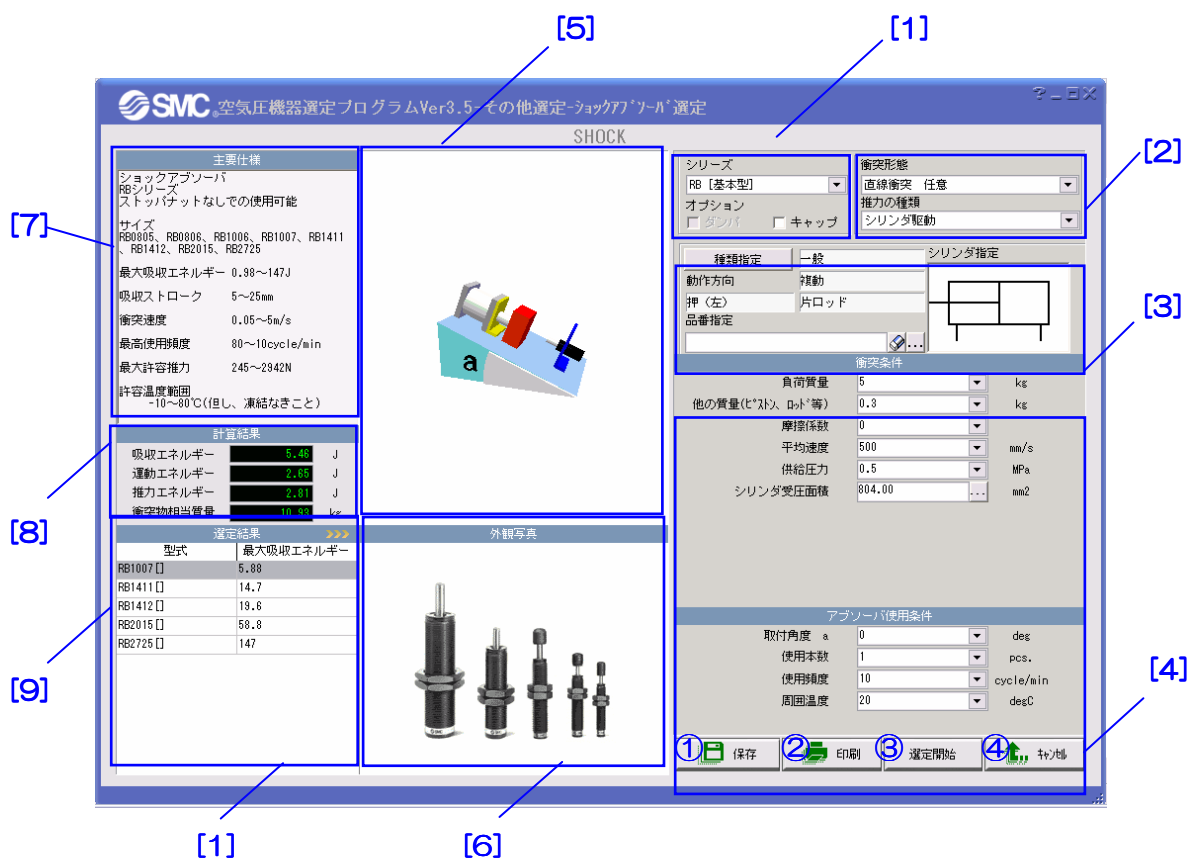 [5]
[1]
SMC 空気圧機器選定プログラムVer3.5-その他選定-ショックアブソーバ選定
SHOCK
[7]
主要仕様
ショックアブソーバ
RBシリーズ
ストッパナットなしでの使用可能
サイズ
RB0805、RB0806、RB1006、RB1007、RB1411
、RB1412、RB2015、RB2725
最大吸収エネルギー 0.98～147J
吸収ストローク 5～25mm
衝突速度 0.05～5m/s
最高使用頻度 80～10cycle/min
最大許容推力 245～2942N
許容温度範囲
-10～80℃(但し、凍結なきこと)
[8]
計算結果
吸収エネルギー 5.46 J
運動エネルギー 2.65 J
推力エネルギー 2.81 J
衝突物相当質量 10.93 kg
[9]
選定結果 >>>
型式 最大吸収エネルギー
RB1007[] 5.88
RB1411[] 14.7
RB1412[] 19.6
RB2015[] 58.8
RB2725[] 147
[1]
a
外観写真
[6]
シリーズ
RB [基本型]
オプション
ダンパ キャップ
[2]
衝突形態
直線衝突 任意
推力の種類
シリンダ駆動
[3]
種類指定 一般 シリンダ指定
動作方向 複動
押（左） 片ロッド
品番指定
...
衝突条件
負荷質量 5 kg
他の質量(ピストン、ロッド等) 0.3 kg
摩擦係数 0
平均速度 500 mm/s
供給圧力 0.5 MPa
シリンダ受圧面積 804.00 ... mm2
アブソーバ使用条件
取付角度 a 0 deg
使用本数 1 pcs.
使用頻度 10 cycle/min
周囲温度 20 degC
[4]
① 保存 ② 印刷 ③ 選定開始 ④ キャンセル